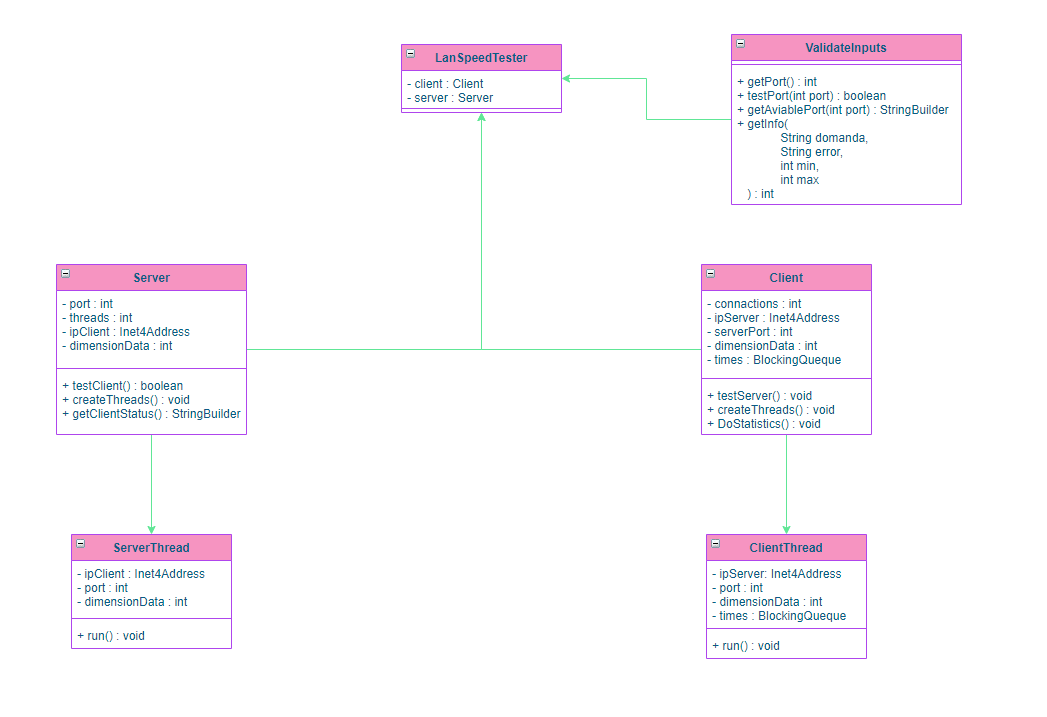 LanSpeedTester
- client : Client
- server : Server
ValidateInputs
+ getPort() : int
+ testPort(int port) : boolean
+ getAviablePort(int port) : StringBuilder
+ getInfo(
String domanda,
String error,
int min,
int max
) : int
Server
- port : int
- threads : int
- ipClient : Inet4Address
- dimensionData : int
+ testClient() : boolean
+ createThreads() : void
+ getClientStatus() : StringBuilder
Client
- connactions : int
- ipServer : Inet4Address
- serverPort : int
- dimensionData : int
- times : BlockingQueque
+ testServer() : void
+ createThreads() : void
+ DoStatistics() : void
ServerThread
- ipClient : Inet4Address
- port : int
- dimensionData : int
+ run() : void
ClientThread
- ipServer: Inet4Address
- port : int
- dimensionData : int
- times : BlockingQueque
+ run() : void